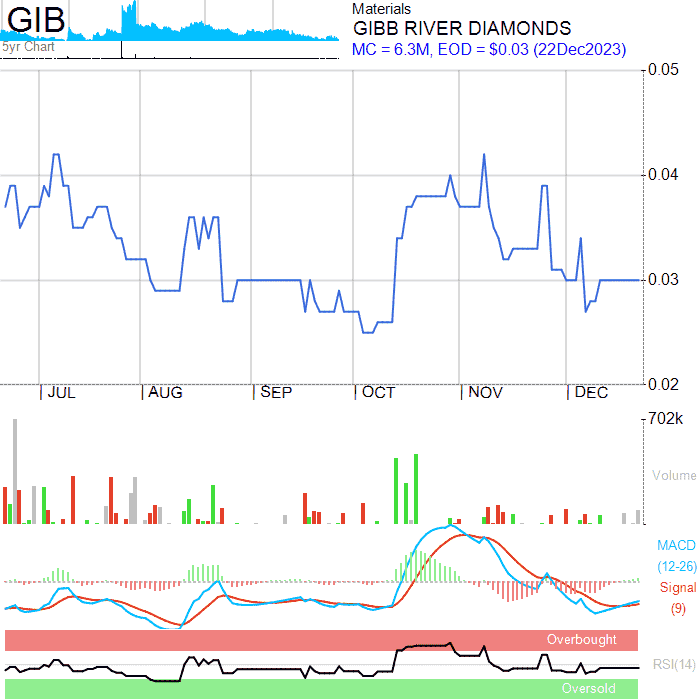 GIB
5yr Chart
Materials
GIBB RIVER DIAMONDS
MC = 6.3M, EOD = $0.03 (22Dec2023)
0.05
0.04
0.03
0.02
JUL AUG SEP OCT NOV DEC
702k
Volume
MACD
(12-26)
Signal
(9)
Overbought
RSI(14)
Oversold